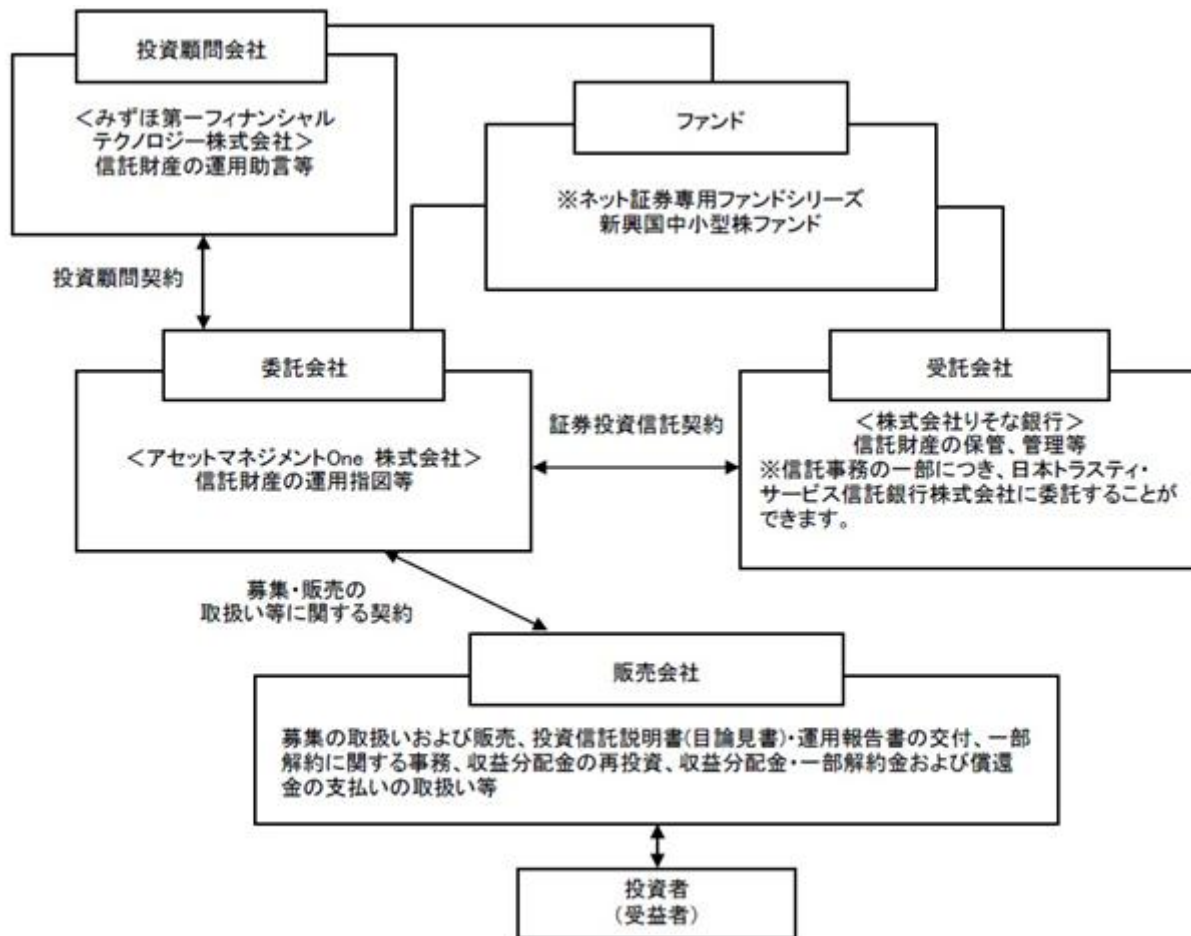 投資顧問会社
<みずほ第一フィナンシャル
テクノロジー株式会社>
信託財産の運用助言等
ファンド
※ネット証券専用ファンドシリーズ
新興国中小型株ファンド
投資顧問契約
委託会社
<アセットマネジメントOne 株式会社>
信託財産の運用指図等
証券投資信託契約
受託会社
<株式会社りそな銀行>
信託財産の保管、管理等
※信託事務の一部につき、日本トラスティ・
サービス信託銀行株式会社に委託することが
できます。
募集・販売の
取扱い等に関する契約
販売会社
募集の取扱いおよび販売、投資信託説明書(目論見書)・運用報告書の交付、一部
解約に関する事務、収益分配金の再投資、収益分配金・一部解約金および償還
金の支払いの取扱い等
投資者
(受益者)